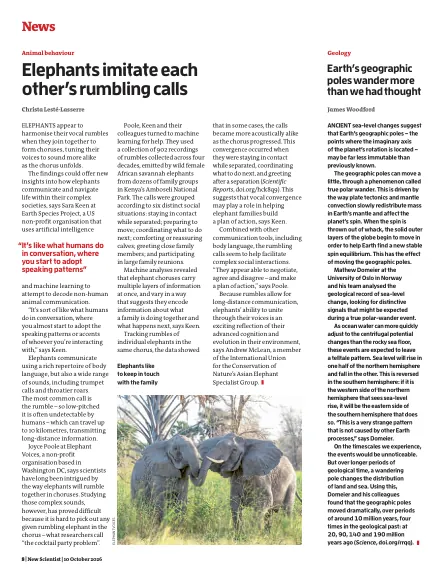 News
Animal behaviour
Elephants imitate each
other's rumbling calls
Christa Lesté-Lasserre
ELEPHANTS appear to
harmonise their vocal rumbles
when they join together to
form choruses, tuning their
voices to sound more alike
as the chorus unfolds.
The findings could offer new
insights into how elephants
communicate and navigate
life within their complex
societies, says Sara Keen at
Earth Species Project, a US
non-profit organisation that
uses artificial intelligence
"It's like what humans do
in conversation, where
you start to adopt
speaking patterns"
and machine learning to
attempt to decode non-human
animal communication.
"It's sort of like what humans
do in conversation, where
you almost start to adopt the
speaking patterns or accents
of whoever you're interacting
with," says Keen.
Elephants communicate
using a rich repertoire of body
language, but also a wide range
of sounds, including trumpet
calls and throatier roars.
The most common call is
the rumble – so low-pitched
it is often undetectable by
humans – which can travel up
to 10 kilometres, transmitting
long-distance information.
Joyce Poole at Elephant
Voices, a non-profit
organisation based in
Washington DC, says scientists
have long been intrigued by
the way elephants will rumble
together in choruses. Studying
those complex sounds,
however, has proved difficult
because it is hard to pick out any
given rumbling elephant in the
chorus – what researchers call
"the cocktail party problem".
Poole, Keen and their
colleagues turned to machine
learning for help. They used
a collection of 902 recordings
of rumbles collected across four
decades, emitted by wild female
African savannah elephants
from dozens of family groups
in Kenya's Amboseli National
Park. The calls were grouped
according to six distinct social
situations: staying in contact
while separated; preparing to
move; coordinating what to do
next; comforting or reassuring
calves; greeting close family
members; and participating
in large family reunions.
Machine analyses revealed
that elephant choruses carry
multiple layers of information
at once, and vary in a way
that suggests they encode
information about what
a family is doing together and
what happens next, says Keen.
Tracking rumbles of
individual elephants in the
same chorus, the data showed
Elephants like
to keep in touch
with the family
that in some cases, the calls
became more acoustically alike
as the chorus progressed. This
convergence occurred when
they were staying in contact
while separated, coordinating
what to do next, and greeting
after a separation (Scientific
Reports, doi.org/hck8q9). This
suggests that vocal convergence
may play a role in helping
elephant families build
a plan of action, says Keen.
Combined with other
communication tools, including
body language, the rumbling
calls seem to help facilitate
complex social interactions.
"They appear to negotiate,
agree and disagree – and make
a plan of action," says Poole.
Because rumbles allow for
long-distance communication,
elephants' ability to unite
through their voices is an
exciting reflection of their
advanced cognition and
evolution in their environment,
says Andrew McLean, a member
of the International Union
for the Conservation of
Nature's Asian Elephant
Specialist Group.
Geology
Earth's geographic
poles wander more
than we had thought
James Woodford
ANCIENT sea-level changes suggest
that Earth's geographic poles – the
points where the imaginary axis
of the planet's rotation is located –
may be far less immutable than
previously known.
The geographic poles can move a
little, through a phenomenon called
true polar wander. This is driven by
the way plate tectonics and mantle
convection slowly redistribute mass
in Earth's mantle and affect the
planet's spin. When the spin is
thrown out of whack, the solid outer
layers of the globe begin to move in
order to help Earth find a new stable
spin equilibrium. This has the effect
of moving the geographic poles.
Mathew Domeier at the
University of Oslo in Norway
and his team analysed the
geological record of sea-level
change, looking for distinctive
signals that might be expected
during a true polar-wander event.
As ocean water can more quickly
adjust to the centrifugal potential
changes than the rocky sea floor,
these events are expected to leave
a telltale pattern. Sea level will rise in
one half of the northern hemisphere
and fall in the other. This is reversed
in the southern hemisphere: if it is
the western side of the northern
hemisphere that sees sea-level
rise, it will be the eastern side of
the southern hemisphere that does
so. "This is a very strange pattern
that is not caused by other Earth
processes," says Domeier.
On the timescales we experience,
the events would be unnoticeable.
But over longer periods of
geological time, a wandering
pole changes the distribution
of land and sea. Using this,
Domeier and his colleagues
found that the geographic poles
moved dramatically, over periods
of around 10 million years, four
times in the geological past: at
20, 90, 140 and 190 million
years ago (Science, doi.org/rrqq).
8 | New Scientist | 10 October 2026